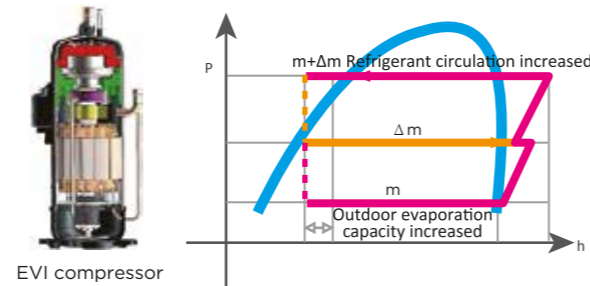 P
m+Δm Refrigerant circulation increased
Δ m
m
Outdoor evaporation
capacity increased
h
EVI compressor